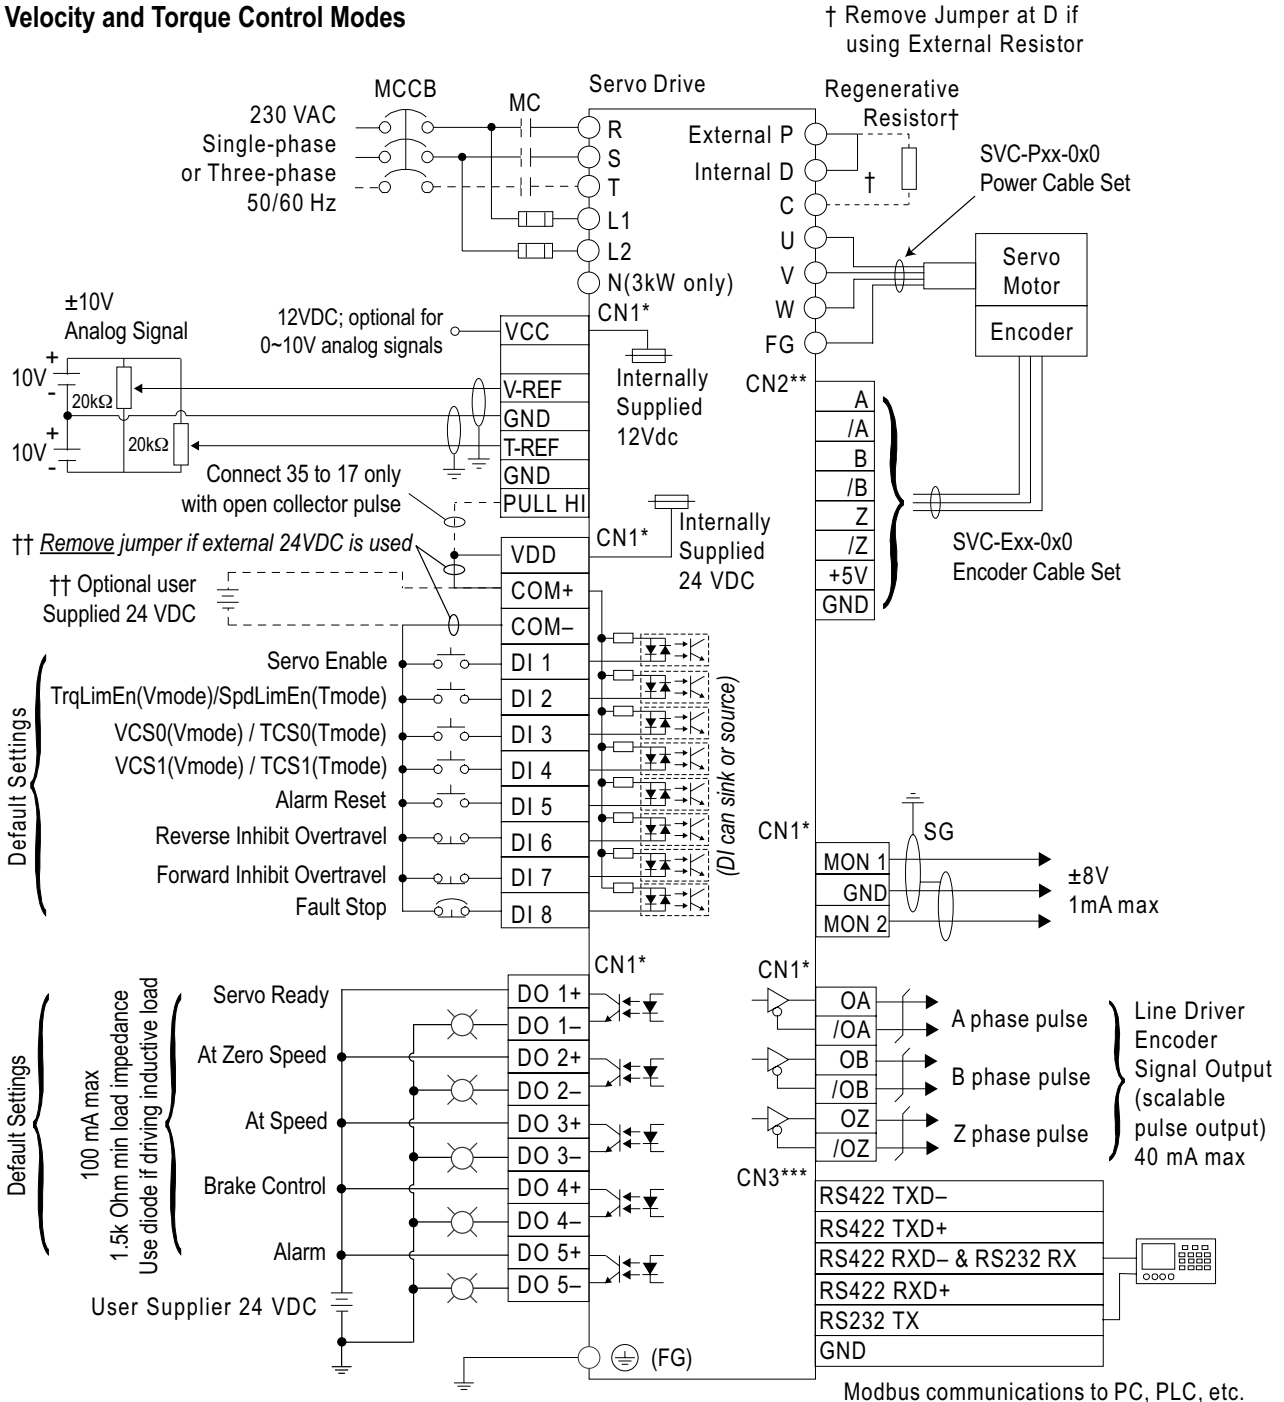 Velocity and Torque Control Modes
† Remove Jumper at D if
using External Resistor
MCCB
MC
Servo Drive
230 VAC
Single-phase
or Three-phase
50/60 Hz
R
S
T
L1
L2
N(3kW only)
External P
Internal D
C
U
V
W
FG
Regenerative
Resistor†
†
SVC-Pxx-0x0
Power Cable Set
Servo
Motor
Encoder
±10V
Analog Signal
12VDC; optional for
0~10V analog signals
CN1*
VCC
V-REF
GND
T-REF
GND
PULL HI
Internally
Supplied
12Vdc
+
10V
-
20kΩ
+
10V
-
20kΩ
Connect 35 to 17 only
with open collector pulse
†† Remove jumper if external 24VDC is used
†† Optional user
Supplied 24 VDC
CN1*
VDD
COM+
COM–
Internally
Supplied
24 VDC
CN2**
A
/A
B
/B
Z
/Z
+5V
GND
SVC-Exx-0x0
Encoder Cable Set
Default Settings
Servo Enable
DI 1
TrqLimEn(Vmode)/SpdLimEn(Tmode)
DI 2
VCS0(Vmode) / TCS0(Tmode)
DI 3
VCS1(Vmode) / TCS1(Tmode)
DI 4
Alarm Reset
DI 5
Reverse Inhibit Overtravel
DI 6
Forward Inhibit Overtravel
DI 7
Fault Stop
DI 8
(DI can sink or source)
CN1*
SG
MON 1
GND
MON 2
±8V
1mA max
Default Settings
100 mA max
1.5k Ohm min load impedance
Use diode if driving inductive load
CN1*
Servo Ready
DO 1+
DO 1–
At Zero Speed
DO 2+
DO 2–
At Speed
DO 3+
DO 3–
Brake Control
DO 4+
DO 4–
Alarm
DO 5+
DO 5–
User Supplier 24 VDC
(FG)
CN1*
OA
/OA
OB
/OB
OZ
/OZ
A phase pulse
B phase pulse
Z phase pulse
Line Driver
Encoder
Signal Output
(scalable
pulse output)
40 mA max
CN3***
RS422 TXD–
RS422 TXD+
RS422 RXD– & RS232 RX
RS422 RXD+
RS232 TX
GND
Modbus communications to PC, PLC, etc.